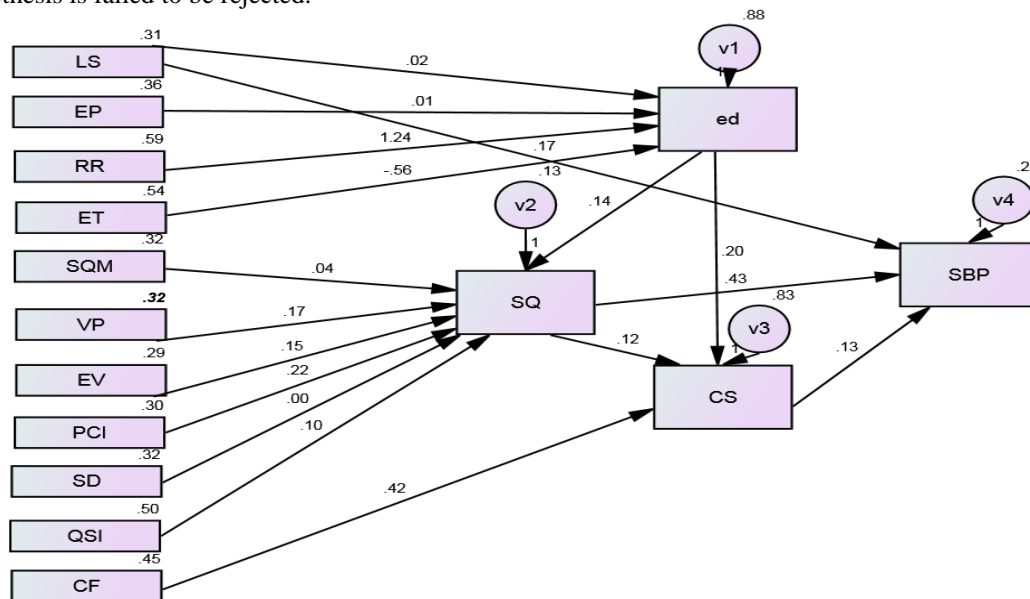 othesis is failed to be rejected.
.31
LS
.36
EP
.59
RR
.54
ET
.32
SQM
.32
VP
.29
EV
.30
PCI
.32
SD
.50
QSI
.45
CF
.02
.01
1.24
-.56
.17
.88
v1
1
ed
.13
v2
1
.14
.20
.04
.17
.15
.22
.00
.10
SQ
.43
.12
.83
v3
1
CS
.42
.13
.2
v4
1
SBP